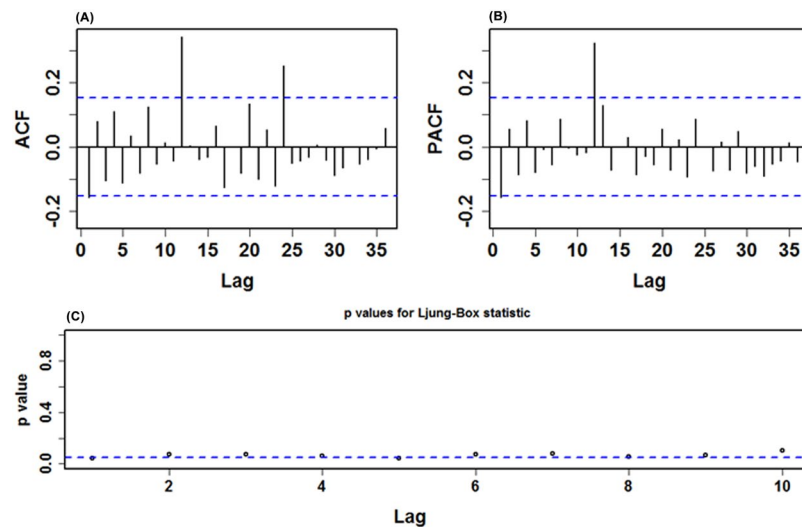 (A)
ACF
0.2
0.0
-0.2
0 5 10 15 20 25 30 35
Lag
(B)
PACF
0.2
0.0
-0.2
0 5 10 15 20 25 30 35
Lag
(C)
p values for Ljung-Box statistic
p value
0.8
0.4
0.0
2 4 6 8 10
Lag